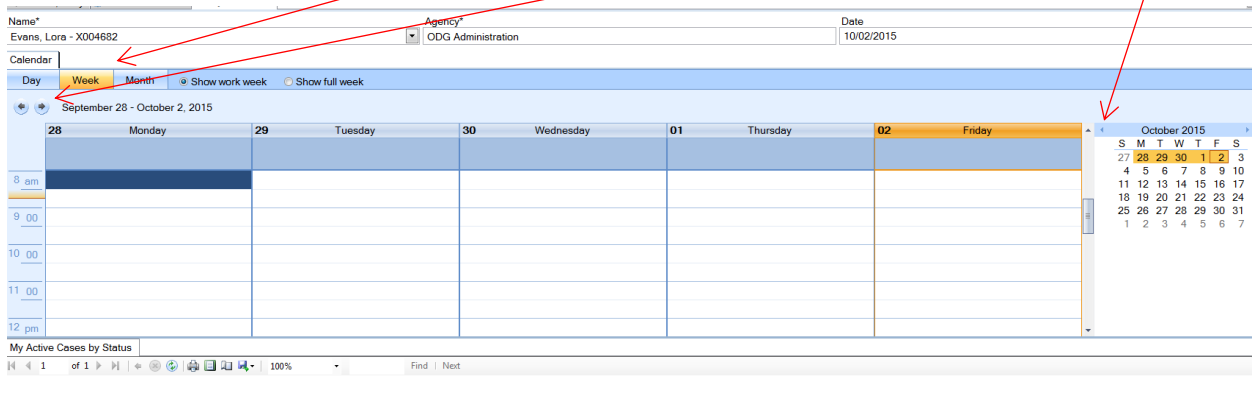 Name* Agency* Date
Evans, Lora - X004682 ODG Administration 10/02/2015
Calendar
Day Week Month Show work week Show full week
September 28 - October 2, 2015
28 Monday 29 Tuesday 30 Wednesday 01 Thursday 02 Friday
October 2015
S M T W T F S
27 28 29 30 1 2 3
4 5 6 7 8 9 10
11 12 13 14 15 16 17
18 19 20 21 22 23 24
25 26 27 28 29 30 31
1 2 3 4 5 6 7
8 am
9 00
10 00
11 00
12 pm
My Active Cases by Status
1 of 1 100% Find | Next